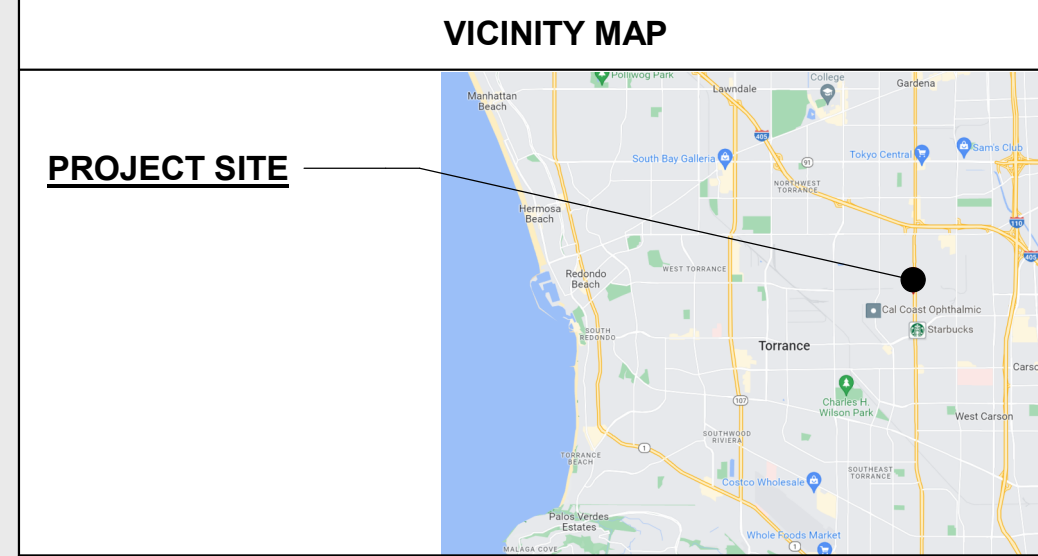 VICINITY MAP
PROJECT SITE
Polliwog Park
College
Gardena
Lawndale
Manhattan
Beach
405
South Bay Galleria
91
Tokyo Central
Sam's Club
NORTHWEST
TORRANCE
Hermosa
Beach
110
405
WEST TORRANCE
Redondo
Beach
Cal Coast Ophthalmic
Starbucks
SOUTH
REDONDO
Torrance
Carso
107
Charles H.
Wilson Park
West Carson
SOUTHWOOD
RIVIERA
1
TORRANCE
BEACH
SOUTHEAST
TORRANCE
Costco Wholesale
Palos Verdes
Estates
Whole Foods Market
1
MALAGA COVE